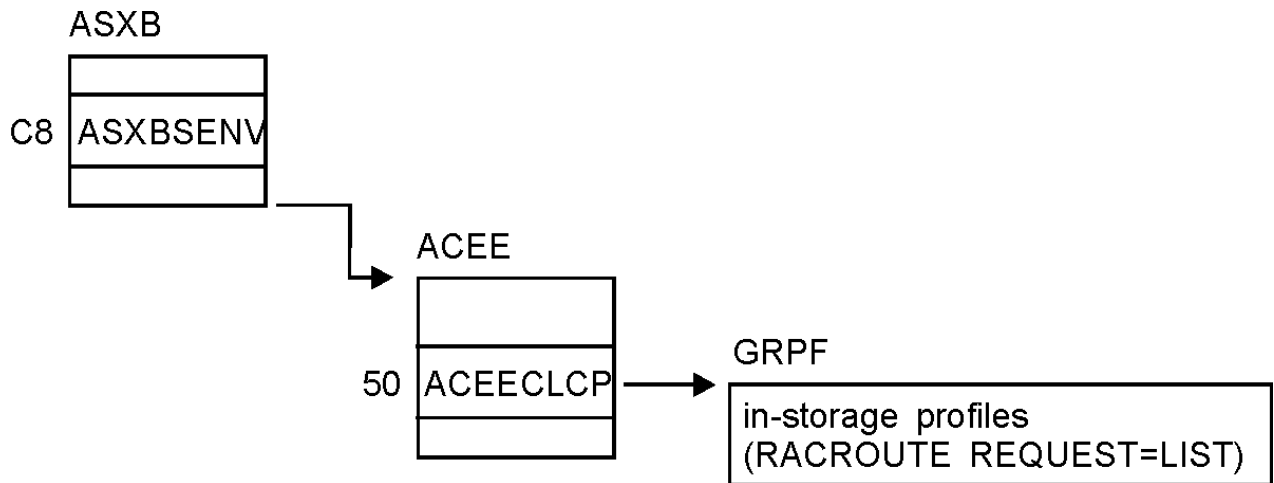 ASXB
C8 ASXBSENV
ACEE
50 ACEECLCP
GRPF
in-storage profiles
(RACROUTE REQUEST=LIST)